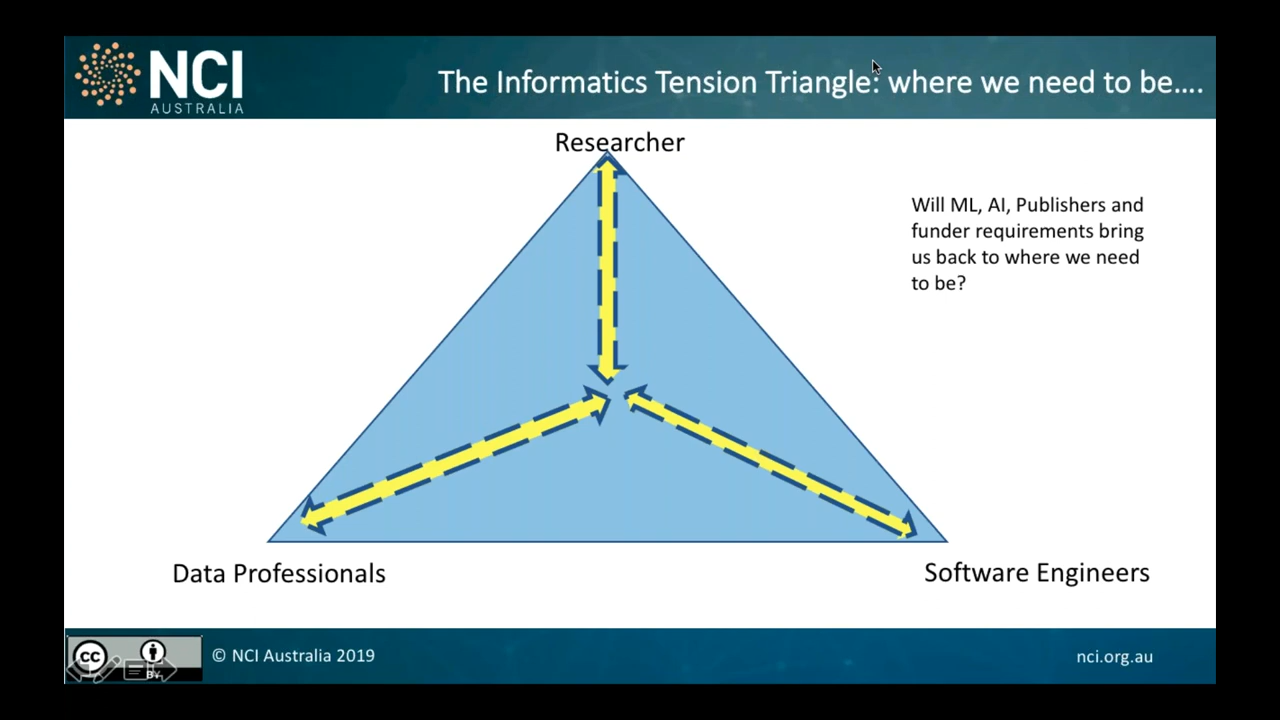 NCI
AUSTRALIA
The Informatics Tension Triangle: where we need to be....
Researcher
Will ML, AI, Publishers and
funder requirements bring
us back to where we need
to be?
Data Professionals
Software Engineers
cc
BY
© NCI Australia 2019
nci.org.au